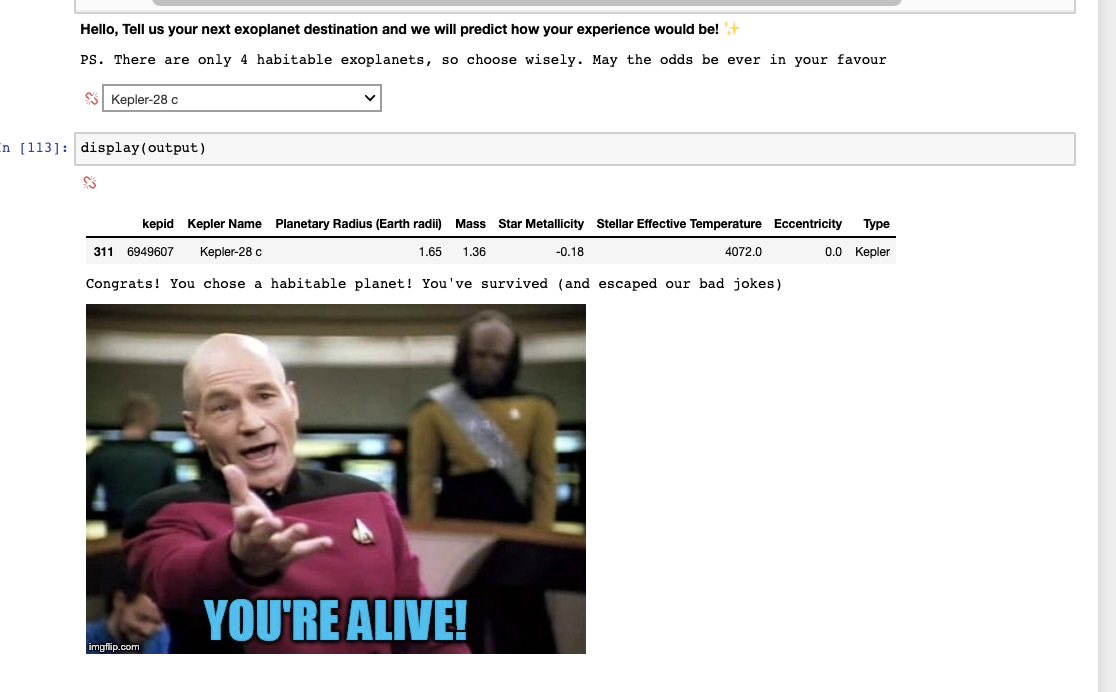 Hello, Tell us your next exoplanet destination and we will predict how your experience would be! ✨
PS. There are only 4 habitable exoplanets, so choose wisely. May the odds be ever in your favour
Kepler-28 c
n [113]: display(output)
kepid Kepler Name Planetary Radius (Earth radii) Mass Star Metallicity Stellar Effective Temperature Eccentricity Type
311 6949607 Kepler-28 c 1.65 1.36 -0.18 4072.0 0.0 Kepler
Congrats! You chose a habitable planet! You've survived (and escaped our bad jokes)
YOU'RE ALIVE!
imgflip.com